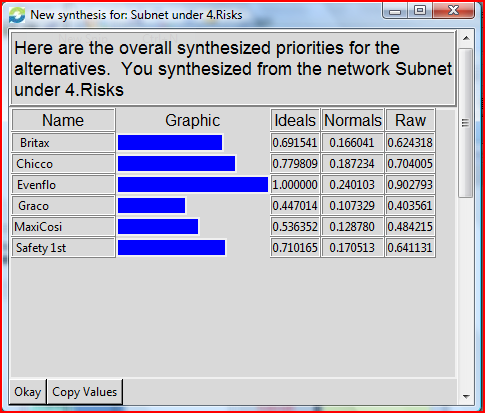 New synthesis for: Subnet under 4.Risks
Here are the overall synthesized priorities for the
alternatives. You synthesized from the network Subnet
under 4.Risks
Name Graphic Ideals Normals Raw
Britax 0.691541 0.166041 0.624318
Chicco 0.779809 0.187234 0.704005
Evenflo 1.000000 0.240103 0.902793
Graco 0.447014 0.107329 0.403561
MaxiCosi 0.536352 0.128780 0.484215
Safety 1st 0.710165 0.170513 0.641131
Okay Copy Values